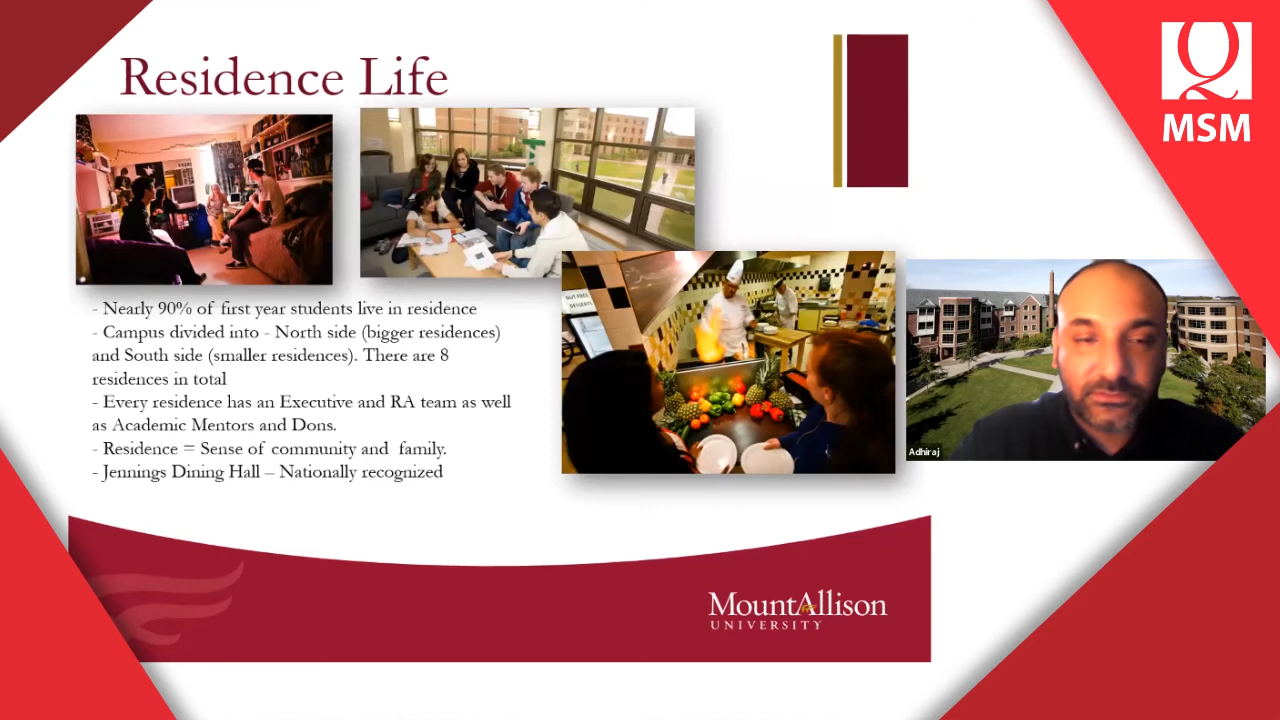 Residence Life
MSM
- Nearly 90% of first year students live in residence
- Campus divided into - North side (bigger residences)
and South side (smaller residences). There are 8
residences in total
- Every residence has an Executive and RA team as well
as Academic Mentors and Dons.
- Residence = Sense of community and family.
- Jennings Dining Hall – Nationally recognized
DESSERTS
Adhiraj
MountAllison
UNIVERSITY